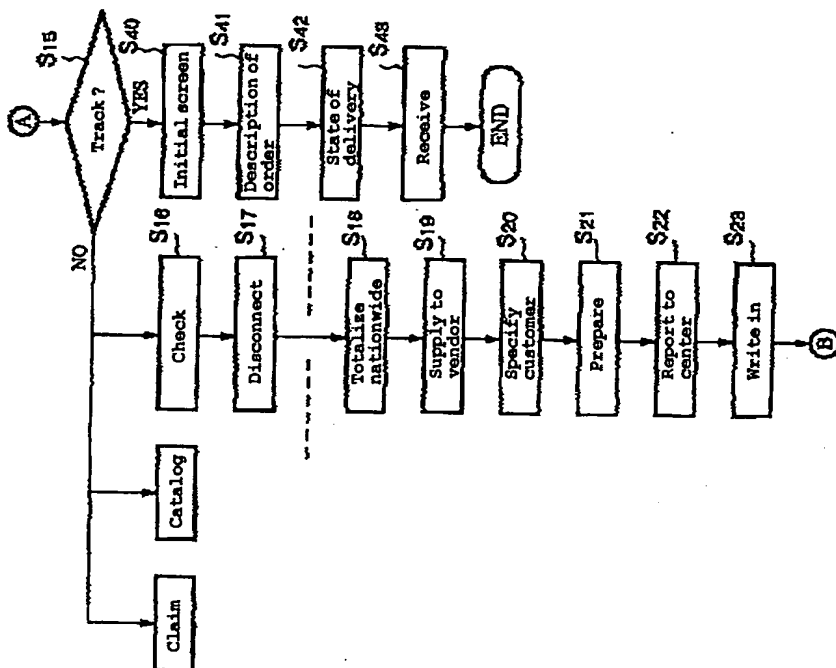 A
S15
Track?
YES
NO
S40
Initial screen
S41
Description of
order
S42
State of
delivery
S43
Receive
END
S16
Check
S17
Disconnect
S18
Totalize
nationwide
S19
Supply to
vendor
S20
Specify
customer
S21
Prepare
S22
Report to
center
S23
Write in
B
Catalog
Claim